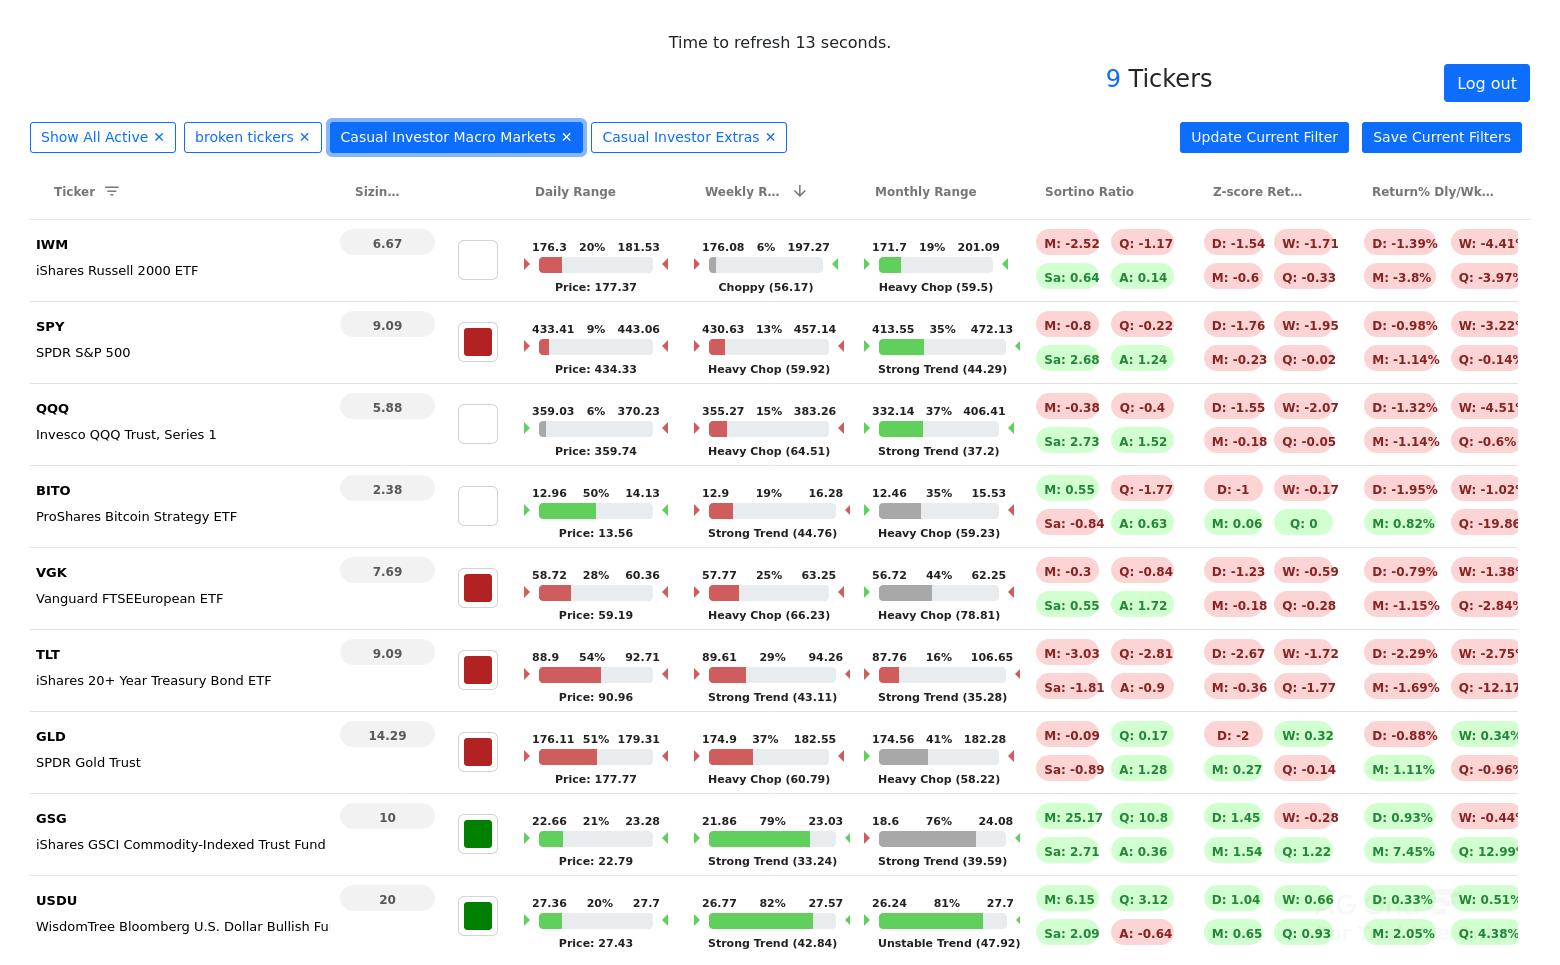 Time to refresh 13 seconds.
9 Tickers
Log out
Show All Active ✕ broken tickers ✕ Casual Investor Macro Markets ✕ Casual Investor Extras ✕ Update Current Filter Save Current Filters
Ticker Sizin... Daily Range Weekly R... Monthly Range Sortino Ratio Z-score Ret... Return% Dly/Wk...
IWM 6.67 176.3 20% 181.53 176.08 6% 197.27 171.7 19% 201.09 M: -2.52 Q: -1.17 D: -1.54 W: -1.71 D: -1.39% W: -4.41%
iShares Russell 2000 ETF Price: 177.37 Choppy (56.17) Heavy Chop (59.5) Sa: 0.64 A: 0.14 M: -0.6 Q: -0.33 M: -3.8% Q: -3.97%
SPY 9.09 433.41 9% 443.06 430.63 13% 457.14 413.55 35% 472.13 M: -0.8 Q: -0.22 D: -1.76 W: -1.95 D: -0.98% W: -3.22%
SPDR S&P 500 Price: 434.33 Heavy Chop (59.92) Strong Trend (44.29) Sa: 2.68 A: 1.24 M: -0.23 Q: -0.02 M: -1.14% Q: -0.14%
QQQ 5.88 359.03 6% 370.23 355.27 15% 383.26 332.14 37% 406.41 M: -0.38 Q: -0.4 D: -1.55 W: -2.07 D: -1.32% W: -4.51%
Invesco QQQ Trust, Series 1 Price: 359.74 Heavy Chop (64.51) Strong Trend (37.2) Sa: 2.73 A: 1.52 M: -0.18 Q: -0.05 M: -1.14% Q: -0.6%
BITO 2.38 12.96 50% 14.13 12.9 19% 16.28 12.46 35% 15.53 M: 0.55 Q: -1.77 D: -1 W: -0.17 D: -1.95% W: -1.02%
ProShares Bitcoin Strategy ETF Price: 13.56 Strong Trend (44.76) Heavy Chop (59.23) Sa: -0.84 A: 0.63 M: 0.06 Q: 0 M: 0.82% Q: -19.86
VGK 7.69 58.72 28% 60.36 57.77 25% 63.25 56.72 44% 62.25 M: -0.3 Q: -0.84 D: -1.23 W: -0.59 D: -0.79% W: -1.38%
Vanguard FTSEEuropean ETF Price: 59.19 Heavy Chop (66.23) Heavy Chop (78.81) Sa: 0.55 A: 1.72 M: -0.18 Q: -0.28 M: -1.15% Q: -2.84%
TLT 9.09 88.9 54% 92.71 89.61 29% 94.26 87.76 16% 106.65 M: -3.03 Q: -2.81 D: -2.67 W: -1.72 D: -2.29% W: -2.75%
iShares 20+ Year Treasury Bond ETF Price: 90.96 Strong Trend (43.11) Strong Trend (35.28) Sa: -1.81 A: -0.9 M: -0.36 Q: -1.77 M: -1.69% Q: -12.17
GLD 14.29 176.11 51% 179.31 174.9 37% 182.55 174.56 41% 182.28 M: -0.09 Q: 0.17 D: -2 W: 0.32 D: -0.88% W: 0.34%
SPDR Gold Trust Price: 177.77 Heavy Chop (60.79) Heavy Chop (58.22) Sa: -0.89 A: 1.28 M: 0.27 Q: -0.14 M: 1.11% Q: -0.96%
GSG 10 22.66 21% 23.28 21.86 79% 23.03 18.6 76% 24.08 M: 25.17 Q: 10.8 D: 1.45 W: -0.28 D: 0.93% W: -0.44%
iShares GSCI Commodity-Indexed Trust Fund Price: 22.79 Strong Trend (33.24) Strong Trend (39.59) Sa: 2.71 A: 0.36 M: 1.54 Q: 1.22 M: 7.45% Q: 12.99%
USDU 20 27.36 20% 27.7 26.77 82% 27.57 26.24 81% 27.7 M: 6.15 Q: 3.12 D: 1.04 W: 0.66 D: 0.33% W: 0.51%
WisdomTree Bloomberg U.S. Dollar Bullish Fu Price: 27.43 Strong Trend (42.84) Unstable Trend (47.92) Sa: 2.09 A: -0.64 M: 0.65 Q: 0.93 M: 2.05% Q: 4.38%